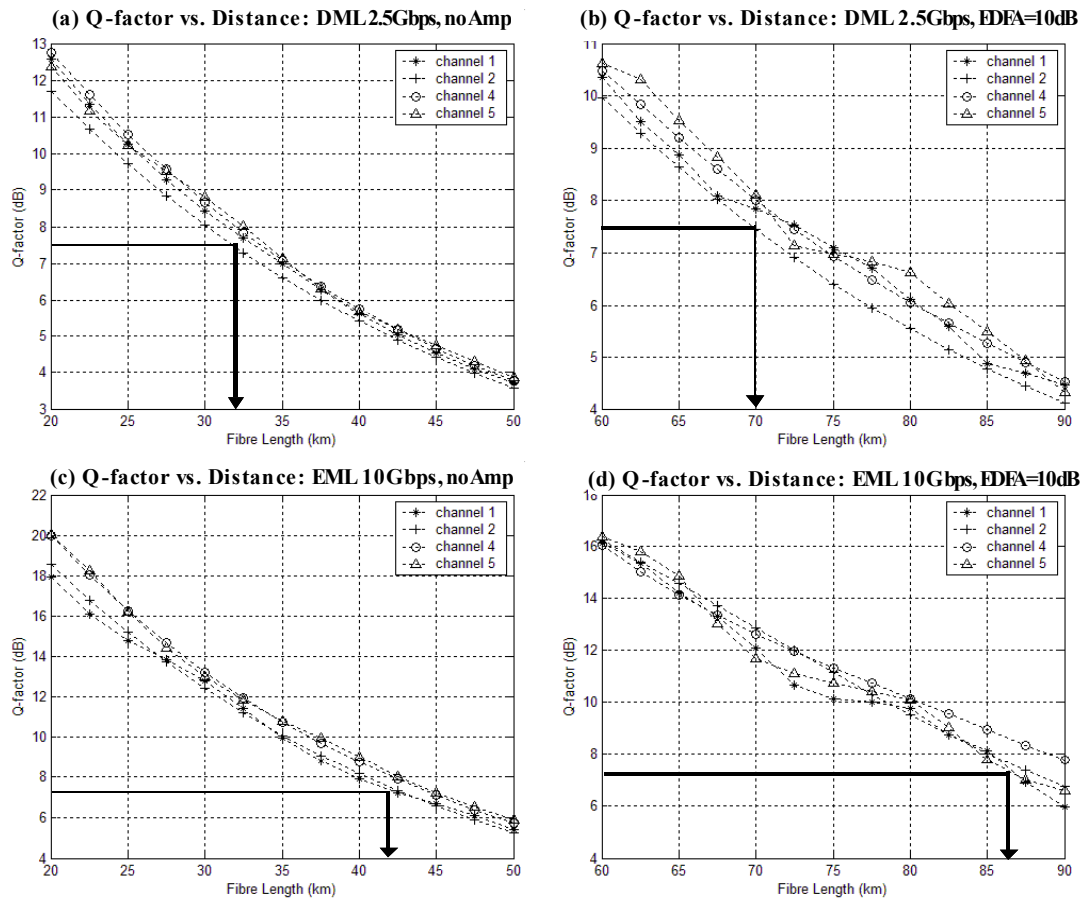 (a) Q-factor vs. Distance: DML 2.5Gbps, no Amp
13
12
11
10
9
8
7
6
5
4
3
Q-factor (dB)
channel 1
channel 2
channel 4
channel 5
20 25 30 35 40 45 50
Fibre Length (km)
(b) Q-factor vs. Distance: DML 2.5Gbps, EDFA=10dB
11
10
9
8
7
6
5
4
Q-factor (dB)
channel 1
channel 2
channel 4
channel 5
60 65 70 75 80 85 90
Fibre Length (km)
(c) Q-factor vs. Distance: EML 10Gbps, no Amp
22
20
18
16
14
12
10
8
6
4
Q-factor (dB)
channel 1
channel 2
channel 4
channel 5
20 25 30 35 40 45 50
Fibre Length (km)
(d) Q-factor vs. Distance: EML 10Gbps, EDFA=10dB
18
16
14
12
10
8
6
4
Q-factor (dB)
channel 1
channel 2
channel 4
channel 5
60 65 70 75 80 85 90
Fibre Length (km)